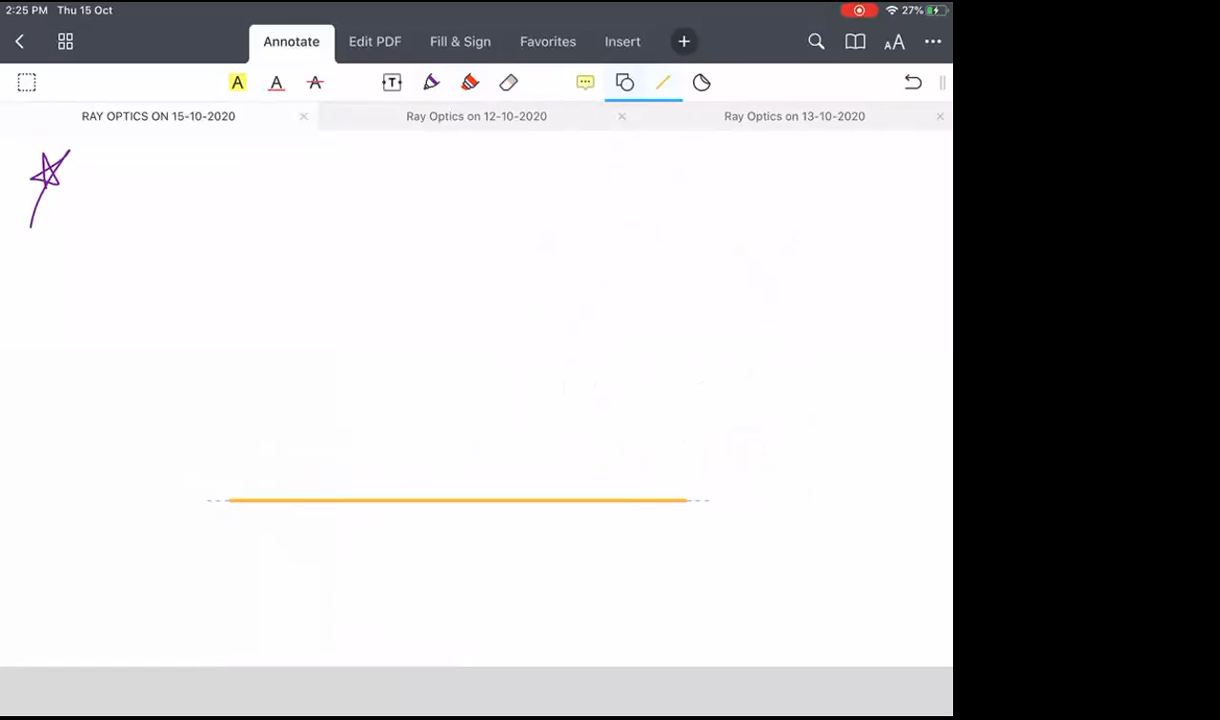 2:25 PM Thu 15 Oct 27%
Annotate Edit PDF Fill & Sign Favorites Insert
AA
A A A T
RAY OPTICS ON 15-10-2020 Ray Optics on 12-10-2020 Ray Optics on 13-10-2020